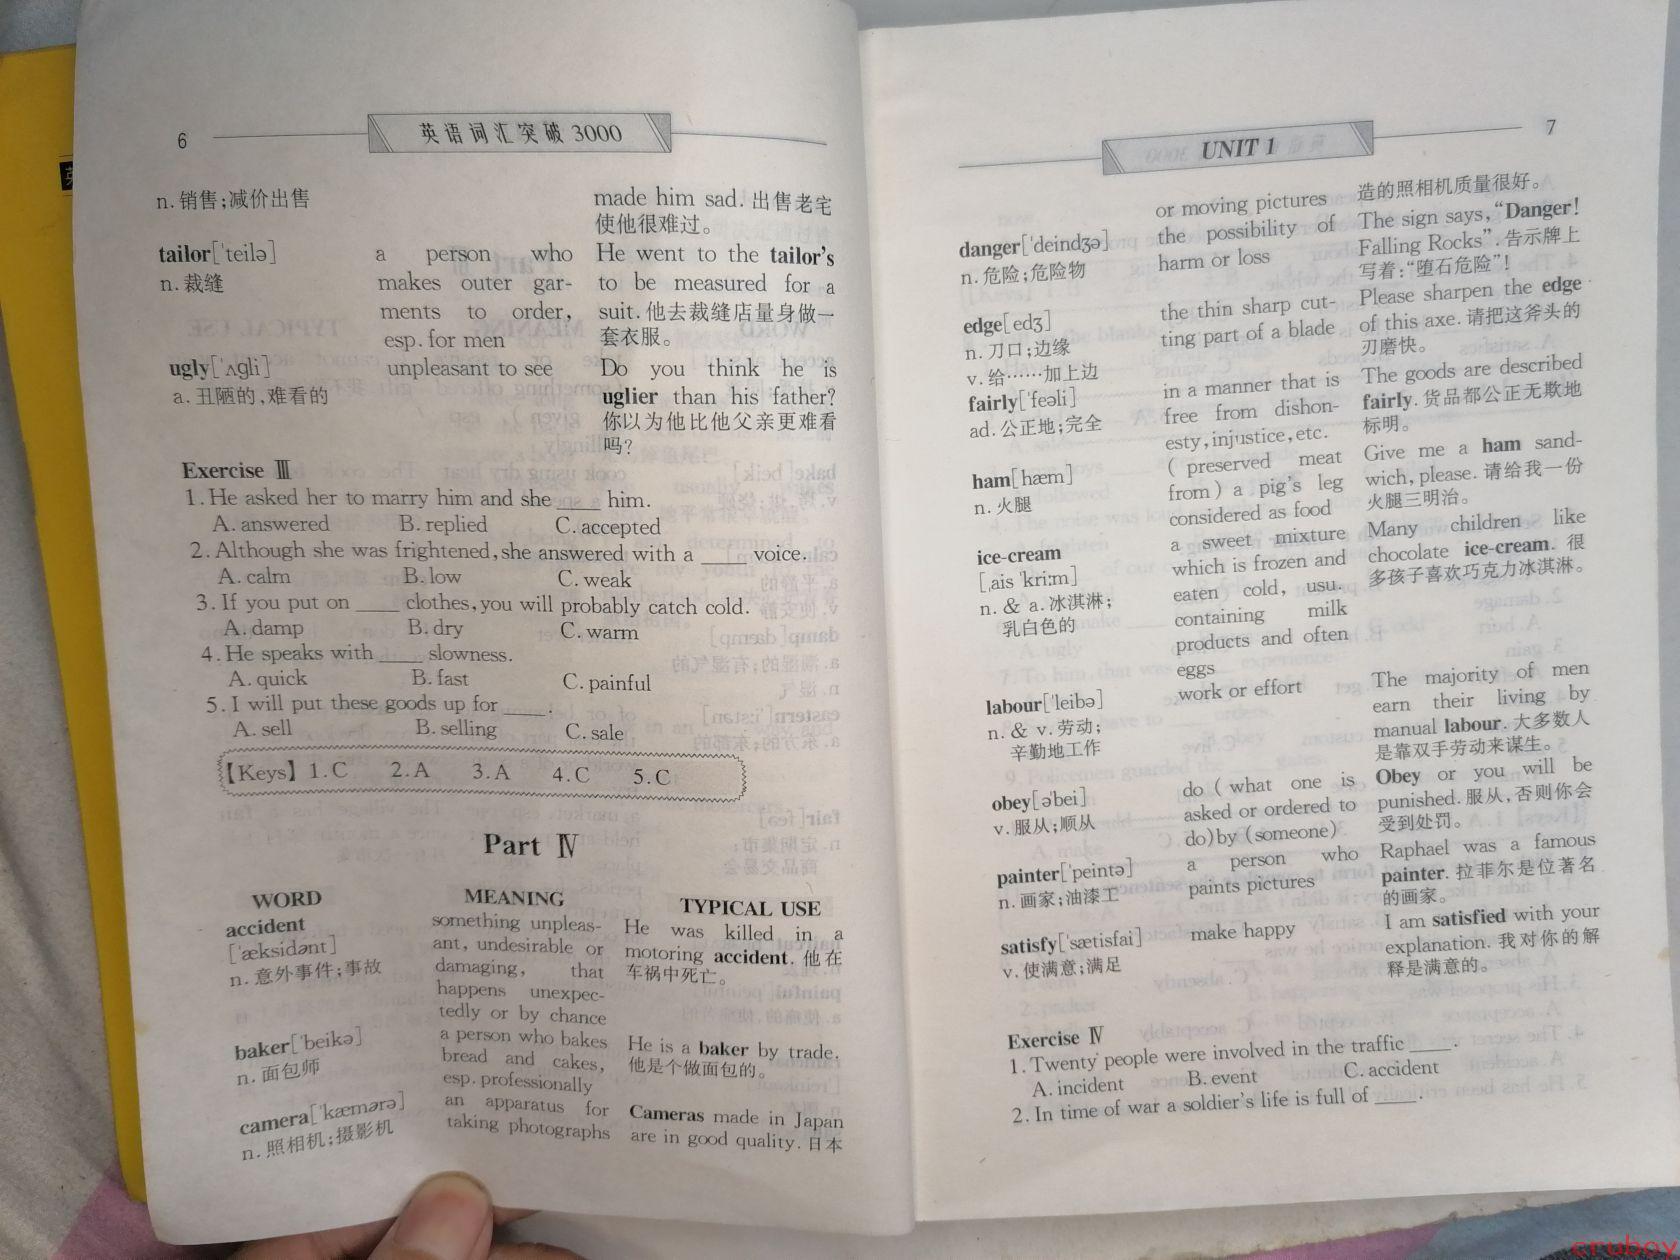 6
英语词汇突破 3000
n.销售;减价出售
made him sad. 出售老宅
使他很难过。
tailor[ˈteilə]
n.裁缝
a person who
makes outer gar-
ments to order,
esp. for men
He went to the tailor's
to be measured for a
suit.他去裁缝店量身做一
套衣服。
ugly[ˈʌɡli]
a.丑陋的,难看的
unpleasant to see
Do you think he is
uglier than his father?
你以为他比他父亲更难看
吗?
Exercise Ⅲ
1.He asked her to marry him and she ____ him.
A.answered B.replied C.accepted
2.Although she was frightened,she answered with a ____ voice.
A.calm B.low C.weak
3.If you put on ____ clothes,you will probably catch cold.
A.damp B.dry C.warm
4.He speaks with ____ slowness.
A.quick B.fast C.painful
5.I will put these goods up for ____.
A.sell B.selling C.sale
【Keys】1.C 2.A 3.A 4.C 5.C
Part Ⅳ
WORD MEANING TYPICAL USE
accident
[ˈæksidənt]
n.意外事件;事故
something unpleas-
ant, undesirable or
damaging, that
happens unexpec-
tedly or by chance
He was killed in a
motoring accident.他在
车祸中死亡。
baker[ˈbeikə]
n.面包师
a person who bakes
bread and cakes,
esp. professionally
He is a baker by trade.
他是个做面包的。
camera[ˈkæmərə]
n.照相机;摄影机
an apparatus for
taking photographs
Cameras made in Japan
are in good quality.日本
UNIT 1
7
or moving pictures
造的照相机质量很好。
danger[ˈdeindʒə]
n.危险;危险物
the possibility of
harm or loss
The sign says,"Danger!
Falling Rocks".告示牌上
写着:"堕石危险"!
edge[edʒ]
n.刀口;边缘
v.给……加上边
the thin sharp cut-
ting part of a blade
Please sharpen the edge
of this axe.请把这斧头的
刃磨快。
fairly[ˈfeəli]
ad.公正地;完全
in a manner that is
free from dishon-
esty,injustice,etc.
The goods are described
fairly.货品都公正无欺地
标明。
ham[hæm]
n.火腿
(preserved meat
from) a pig's leg
considered as food
Give me a ham sand-
wich, please.请给我一份
火腿三明治。
ice-cream
[ˌais ˈkri:m]
n. & a.冰淇淋;
乳白色的
a sweet mixture
which is frozen and
eaten cold, usu.
containing milk
products and often
eggs
Many children like
chocolate ice-cream. 很
多孩子喜欢巧克力冰淇淋。
labour[ˈleibə]
n. & v.劳动;
辛勤地工作
work or effort
The majority of men
earn their living by
manual labour.大多数人
是靠双手劳动来谋生。
obey[əˈbei]
v.服从;顺从
do (what one is
asked or ordered to
do)by (someone)
Obey or you will be
punished.服从,否则你会
受到处罚。
painter[ˈpeintə]
n.画家;油漆工
a person who
paints pictures
Raphael was a famous
painter.拉菲尔是位著名
的画家。
satisfy[ˈsætisfai]
v.使满意;满足
make happy
I am satisfied with your
explanation.我对你的解
释是满意的。
Exercise Ⅳ
1.Twenty people were involved in the traffic ____.
A.incident B.event C.accident
2.In time of war a soldier's life is full of ____.
cruboy